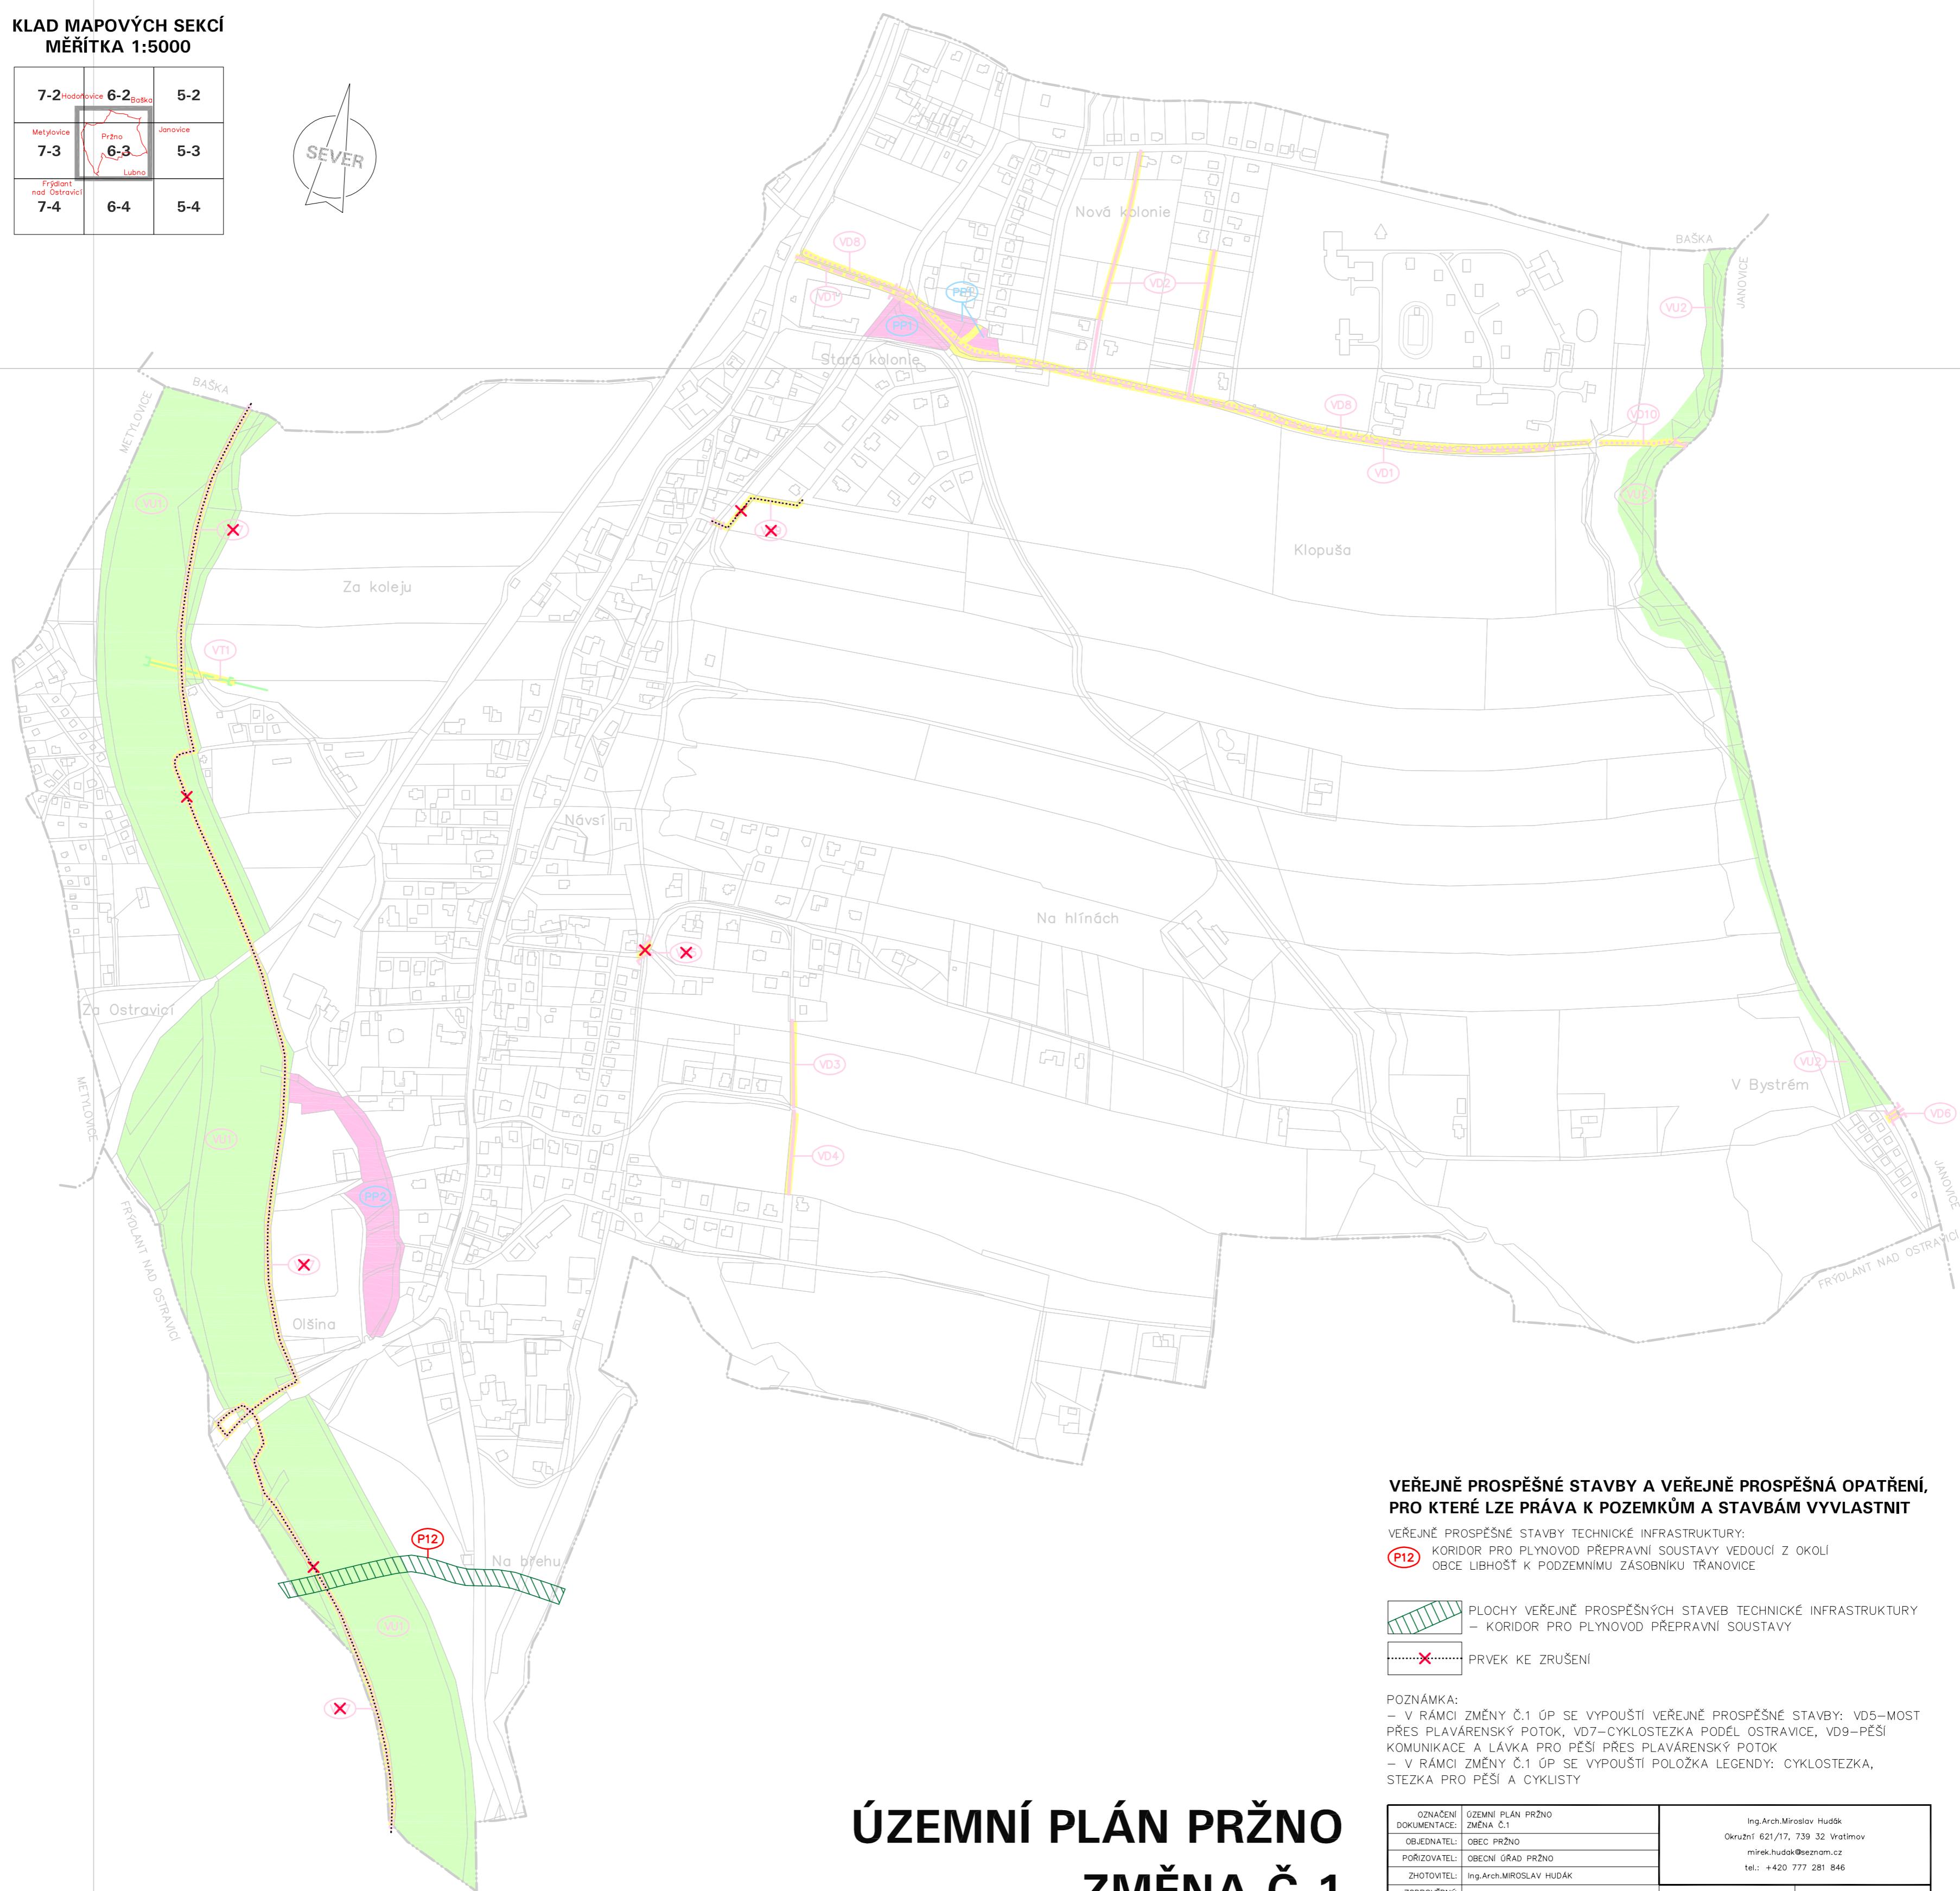 KLAD MAPOVÝCH SEKCÍ
MĚŘÍTKA 1:5000
7-2 Hodoňovice 6-2 Baška 5-2
Metylovice Pržno Janovice
7-3 6-3 5-3
Lubno
Frýdlant
nad Ostravicí
7-4 6-4 5-4
SEVER
Nová kolonie
VD8
VD1
VD2
PP1
Stará kolonie
BAŠKA
JANOVICE
VU2
VD8
VD10
VD1
BAŠKA
METYLOVICE
VU1
Klopuša
Za koleju
VT1
Návsí
Na hlínách
Za Ostravicí
METYLOVICE
VD3
VU2
V Bystrém
VD6
VU1
VD4
PP2
JANOVICE
FRÝDLANT NAD OSTRAVICÍ
FRÝDLANT NAD OSTRAVICÍ
Olšina
P12
Na břehu
VU1
VEŘEJNĚ PROSPĚŠNÉ STAVBY A VEŘEJNĚ PROSPĚŠNÁ OPATŘENÍ,
PRO KTERÉ LZE PRÁVA K POZEMKŮM A STAVBÁM VYVLASTNIT
VEŘEJNĚ PROSPĚŠNÉ STAVBY TECHNICKÉ INFRASTRUKTURY:
P12 KORIDOR PRO PLYNOVOD PŘEPRAVNÍ SOUSTAVY VEDOUCÍ Z OKOLÍ
OBCE LIBHOŠŤ K PODZEMNÍMU ZÁSOBNÍKU TŘANOVICE
PLOCHY VEŘEJNĚ PROSPĚŠNÝCH STAVEB TECHNICKÉ INFRASTRUKTURY
– KORIDOR PRO PLYNOVOD PŘEPRAVNÍ SOUSTAVY
PRVEK KE ZRUŠENÍ
POZNÁMKA:
– V RÁMCI ZMĚNY Č.1 ÚP SE VYPOUŠTÍ VEŘEJNĚ PROSPĚŠNÉ STAVBY: VD5–MOST
PŘES PLAVÁRENSKÝ POTOK, VD7–CYKLOSTEZKA PODÉL OSTRAVICE, VD9–PĚŠÍ
KOMUNIKACE A LÁVKA PRO PĚŠÍ PŘES PLAVÁRENSKÝ POTOK
– V RÁMCI ZMĚNY Č.1 ÚP SE VYPOUŠTÍ POLOŽKA LEGENDY: CYKLOSTEZKA,
STEZKA PRO PĚŠÍ A CYKLISTY
ÚZEMNÍ PLÁN PRŽNO
ZMĚNA Č.1
OZNAČENÍ DOKUMENTACE: ÚZEMNÍ PLÁN PRŽNO ZMĚNA Č.1
OBJEDNATEL: OBEC PRŽNO
POŘIZOVATEL: OBECNÍ ÚŘAD PRŽNO
ZHOTOVITEL: Ing.Arch.MIROSLAV HUDÁK
Ing.Arch.Miroslav Hudák
Okružní 621/17, 739 32 Vratimov
mirek.hudak@seznam.cz
tel.: +420 777 281 846